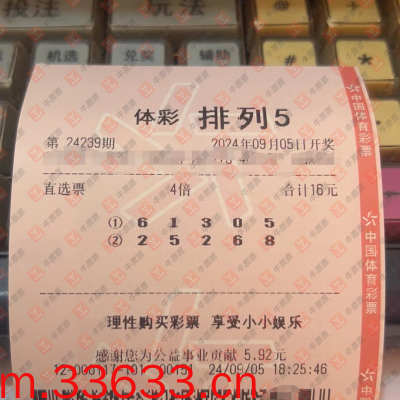 投注 玩法
机选 兑奖 辅助 # *
体彩 排列5
第 24239期 2024年09月05日开奖
直选票 4倍 合计16元
① 6 1 3 0 5
② 2 5 2 6 8
理性购买彩票 享受小小娱乐
感谢您为公益事业贡献 5.92元
24/09/05 18:25:46
m.33633.cn
中国体育彩票
中国体育彩票